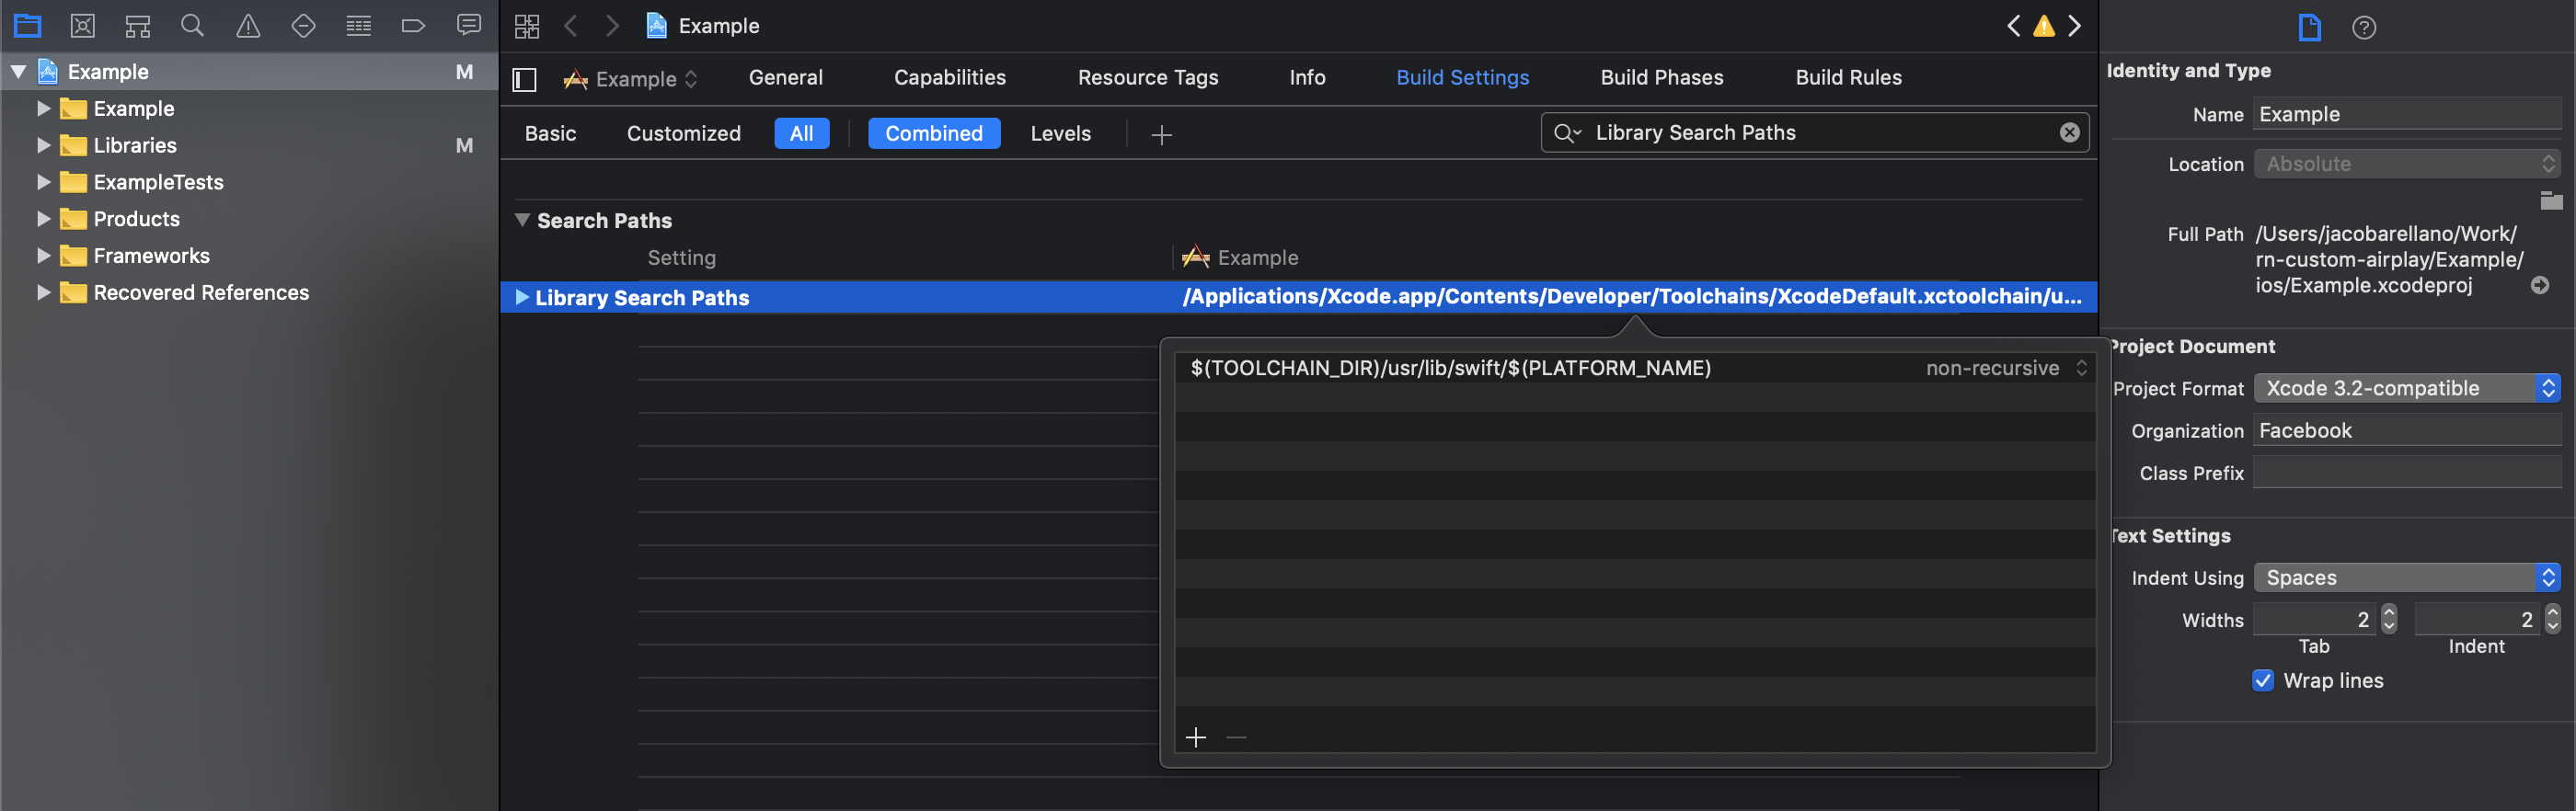 Example
Example M
Example
Libraries M
ExampleTests
Products
Frameworks
Recovered References
Example General Capabilities Resource Tags Info Build Settings Build Phases Build Rules
Basic Customized All Combined Levels
Library Search Paths
Search Paths
Setting Example
Library Search Paths /Applications/Xcode.app/Contents/Developer/Toolchains/XcodeDefault.xctoolchain/u...
$(TOOLCHAIN_DIR)/usr/lib/swift/$(PLATFORM_NAME) non-recursive
Identity and Type
Name Example
Location Absolute
Full Path /Users/jacobarellano/Work/
rn-custom-airplay/Example/
ios/Example.xcodeproj
Project Document
Project Format Xcode 3.2-compatible
Organization Facebook
Class Prefix
Text Settings
Indent Using Spaces
Widths 2 2
Tab Indent
Wrap lines